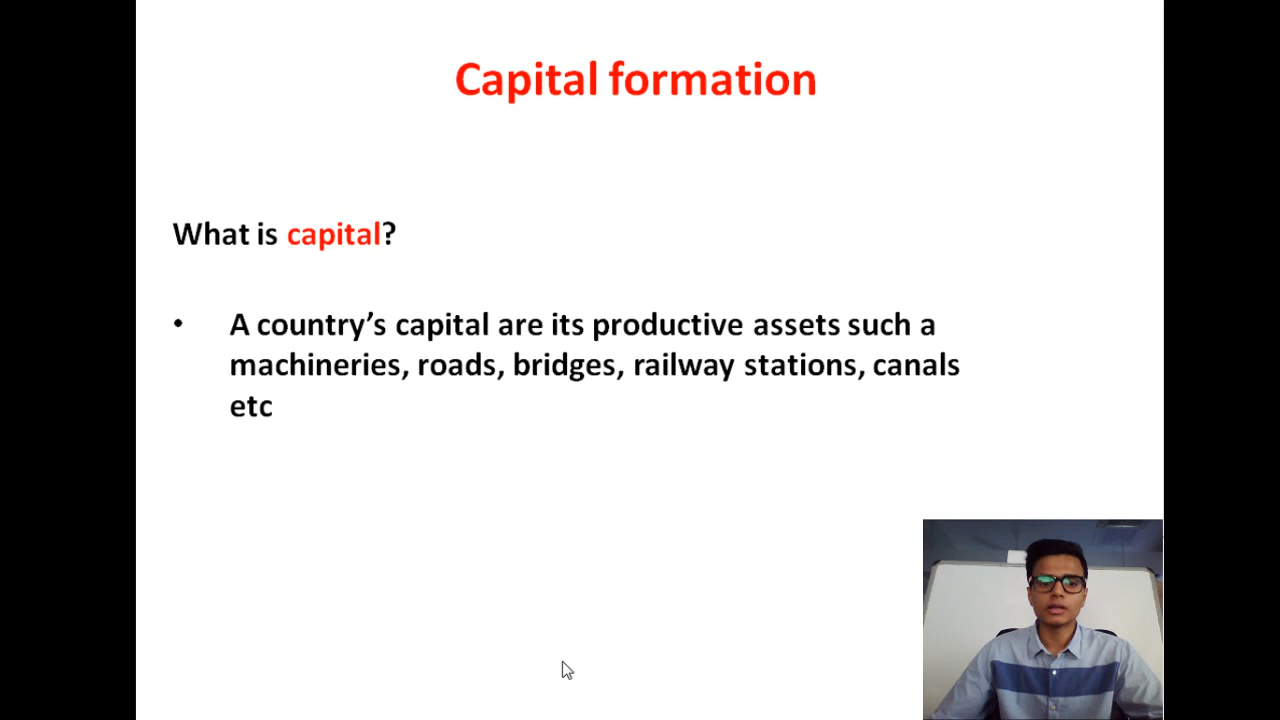 Capital formation
What is capital?
• A country’s capital are its productive assets such a
machineries, roads, bridges, railway stations, canals
etc